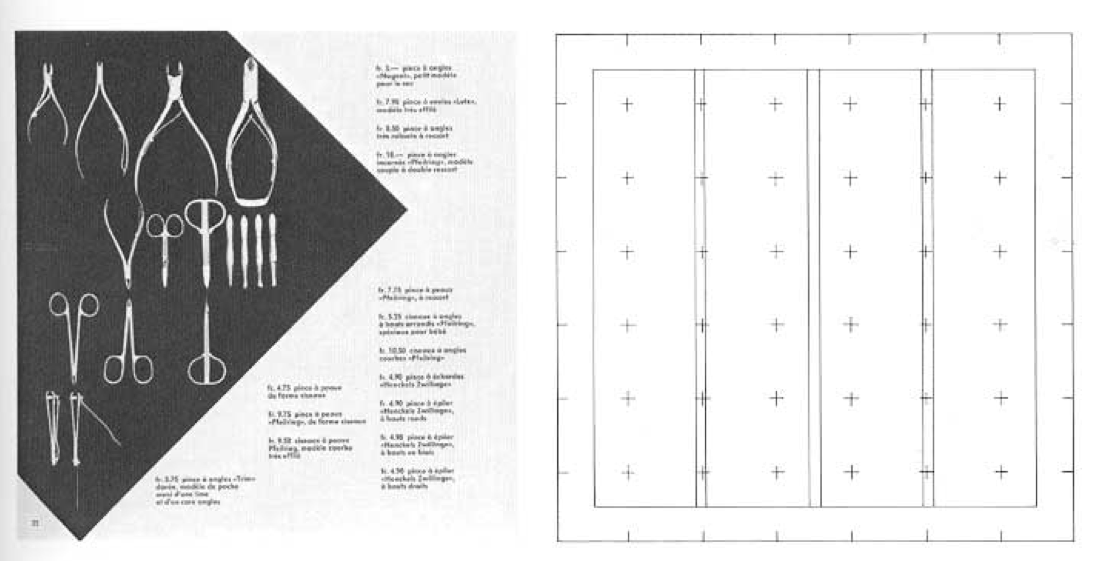 fr. 5.— pince à ongles
«Magnet», petit modèle
pour le sac
fr. 7.90 pince à envies «Lute»,
modèle très effilé
fr. 8.50 pince à ongles
très robuste à ressort
fr. 18.— pince à ongles
incarnés «Pfeilring», modèle
souple à double ressort
fr. 7.75 pince à peaux
«Pfeilring», à ressort
fr. 5.25 ciseaux à ongles
à bouts arrondis «Pfeilring»,
spéciaux pour bébé
fr. 10.50 ciseaux à ongles
courbes «Pfeilring»
fr. 4.90 pince à échardes
«Henckels Zwillinge»
fr. 4.90 pince à épiler
«Henckels Zwillinge»,
à bouts ronds
fr. 4.90 pince à épiler
«Henckels Zwillinge»,
à bouts en biais
fr. 4.90 pince à épiler
«Henckels Zwillinge»,
à bouts droits
fr. 4.75 pince à peaux
de forme ciseaux
fr. 9.75 pince à peaux
«Pfeilring», de forme ciseaux
fr. 9.50 ciseaux à peaux
Pfeilring, modèle courbe
très effilé
fr. 3.75 pince à ongles «Trim»
dorée, modèle de poche
muni d'une lime
et d'un cure ongles